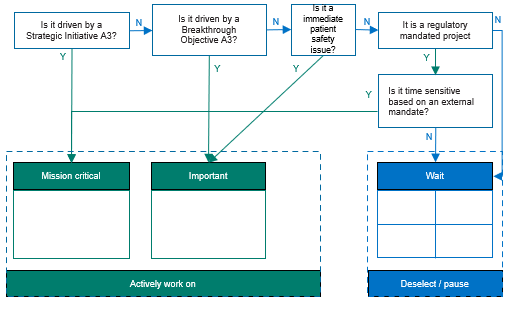 Is it driven by a
Strategic Initiative A3?
N
Is it driven by a
Breakthrough
Objective A3?
N
Is it a
immediate
patient
safety
issue?
N
It is a regulatory
mandated project
N
Y
Y
Y
Y
Y
Is it time sensitive
based on an external
mandate?
N
Mission critical
Important
Wait
Actively work on
Deselect / pause